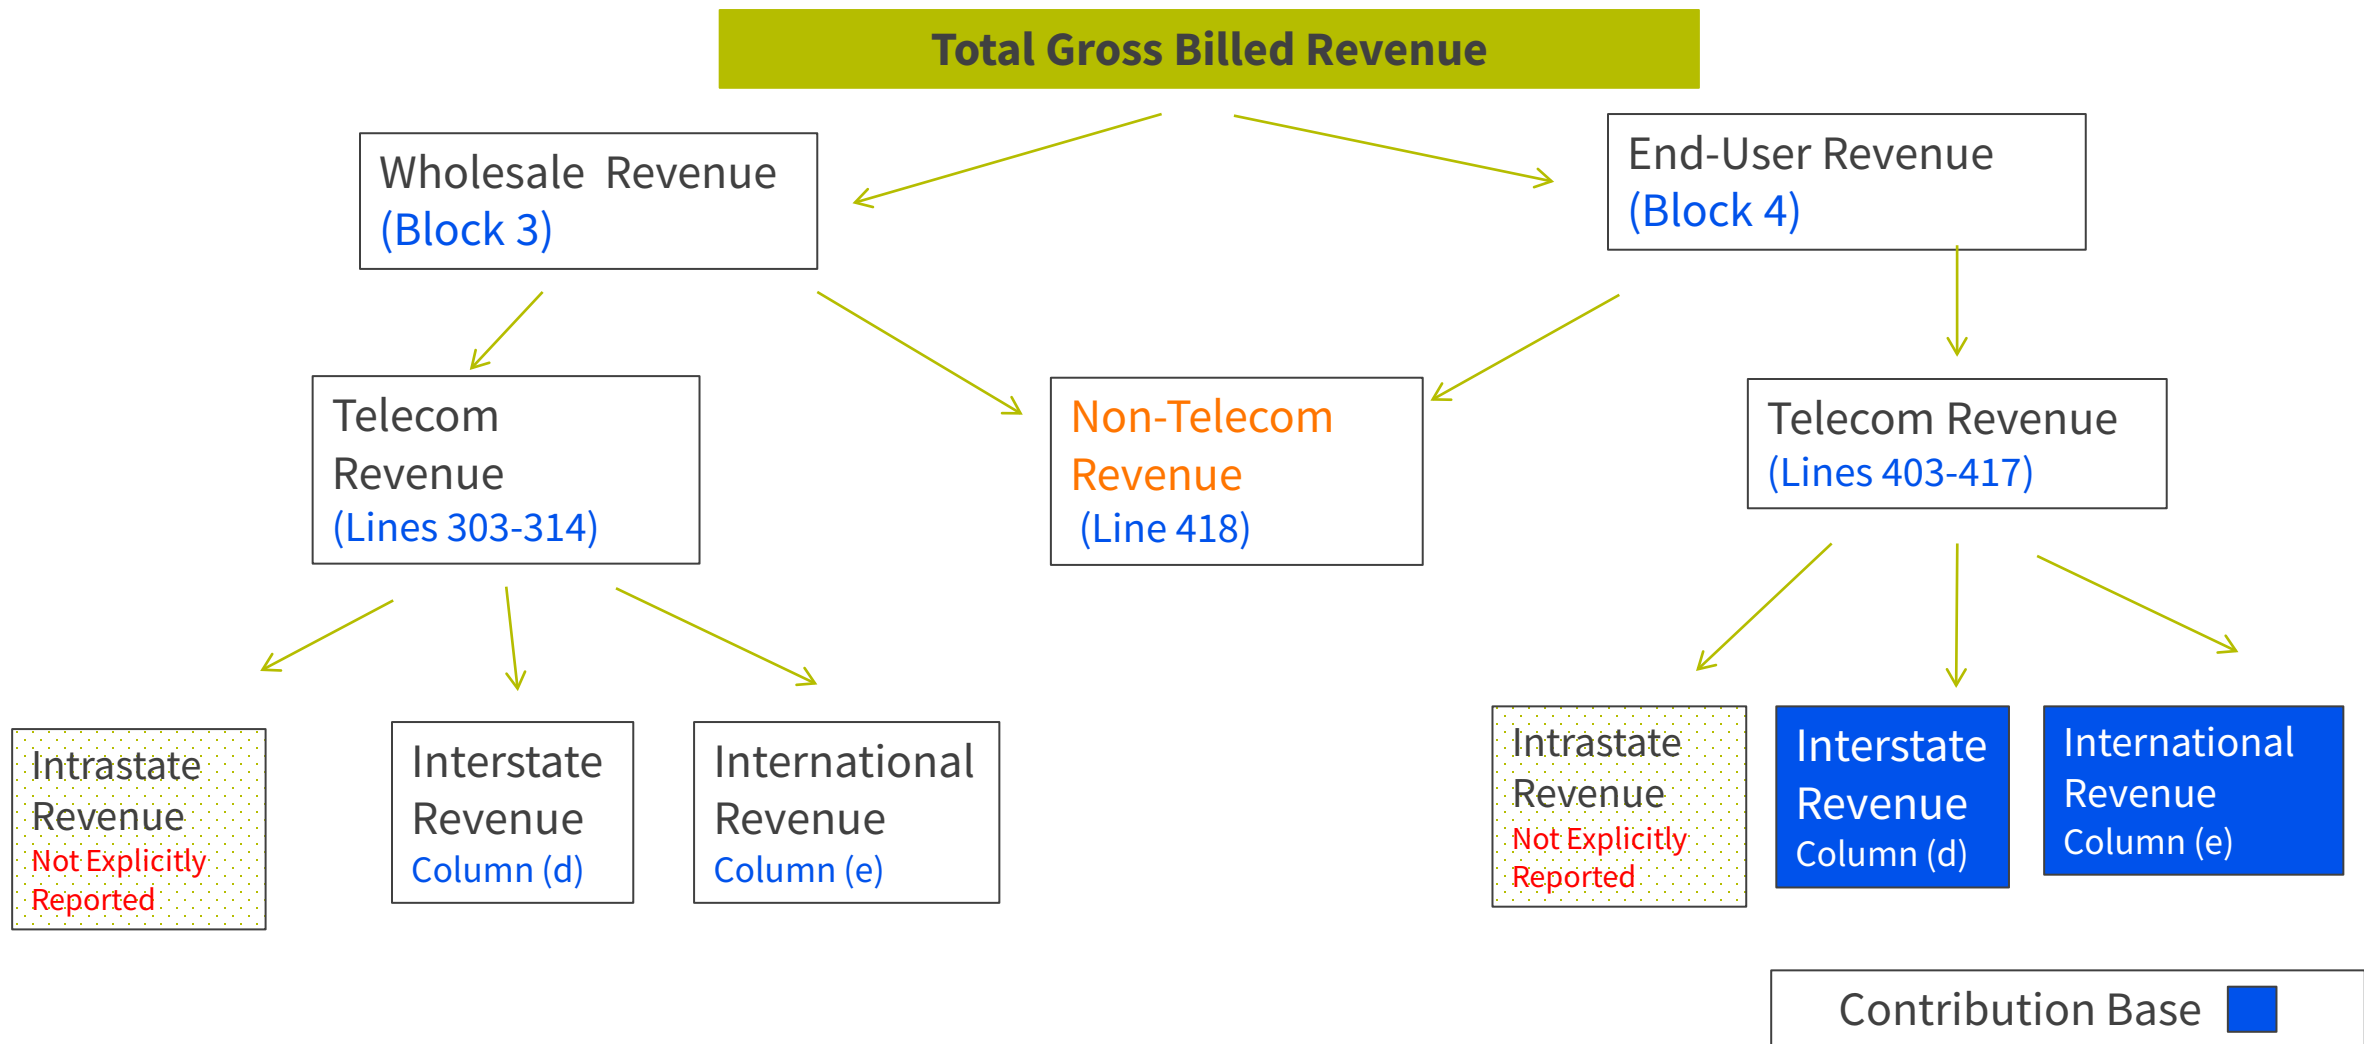 Total Gross Billed Revenue
Wholesale  Revenue
(Block 3)
End-User Revenue
(Block 4)
Telecom
Revenue
(Lines 303-314)
Non-Telecom
Revenue
(Line 418)
Telecom Revenue
(Lines 403-417)
Intrastate
Revenue
Not Explicitly
Reported
Interstate
Revenue
Column (d)
International
Revenue
Column (e)
Intrastate
Revenue
Not Explicitly
Reported
Interstate
Revenue
Column (d)
International
Revenue
Column (e)
Contribution Base